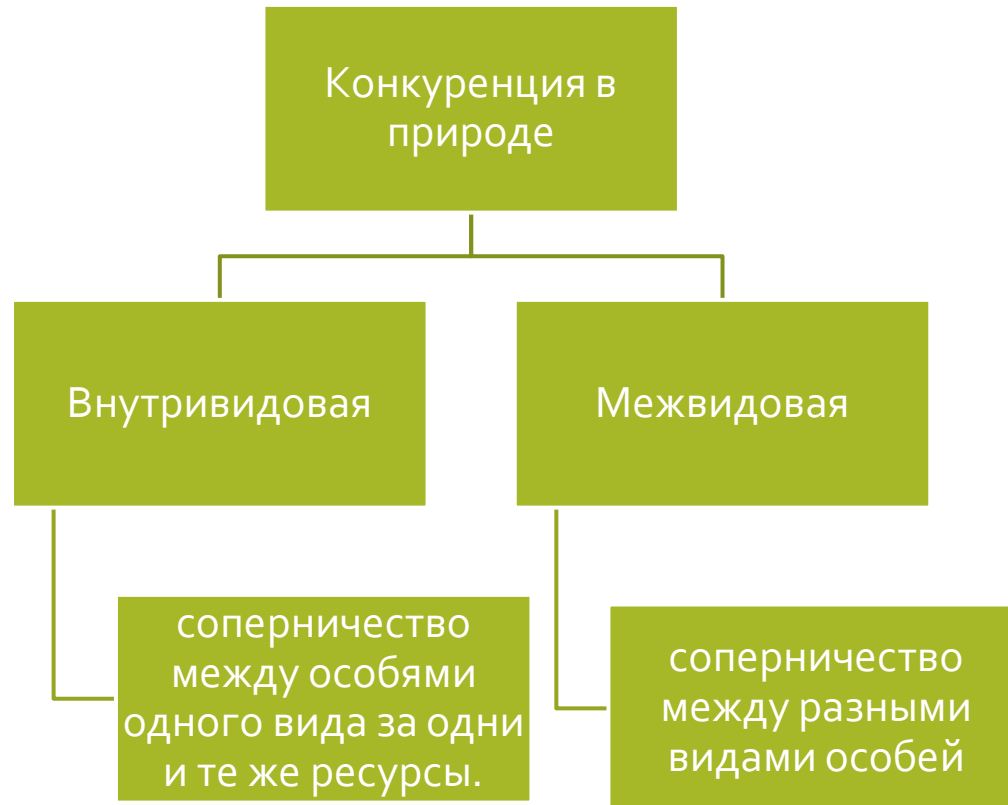 Конкуренция в
природе
Внутривидовая
Межвидовая
соперничество
между особями
одного вида за одни
и те же ресурсы.
соперничество
между разными
видами особей